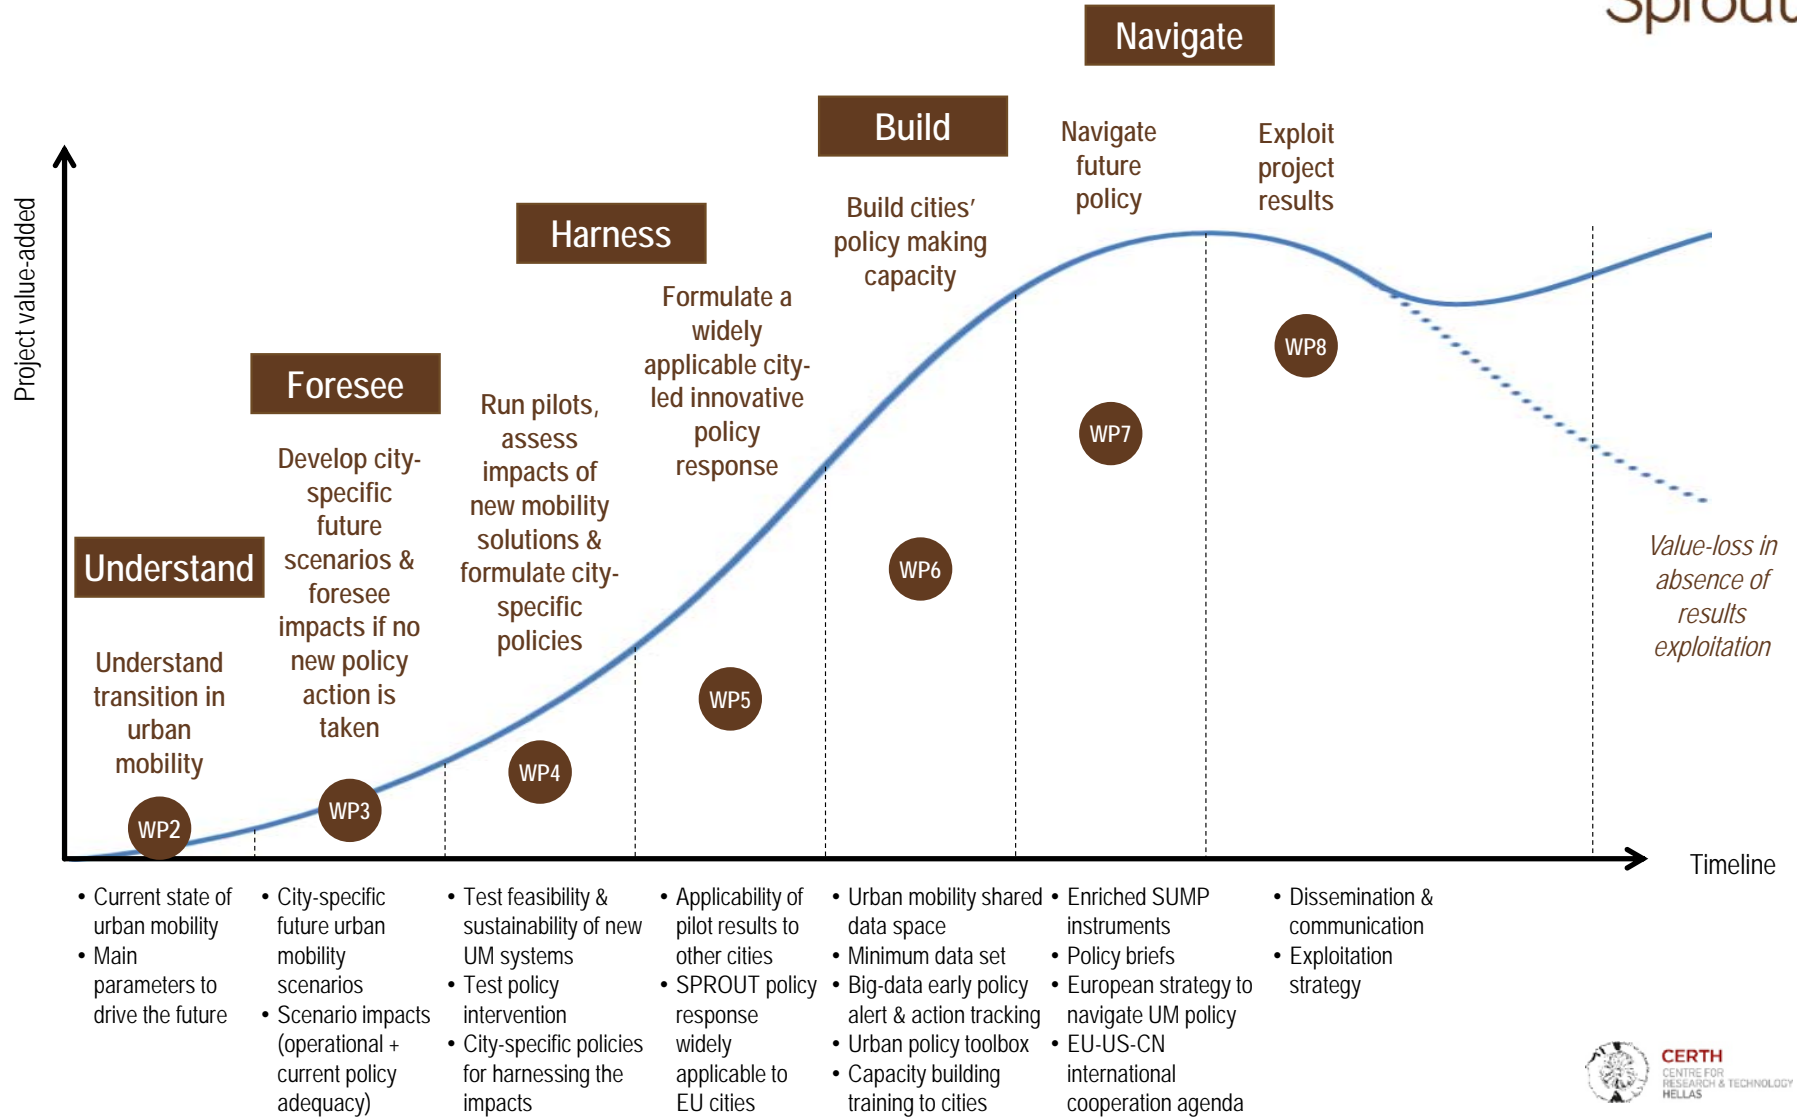 Sprout
Navigate
Build
Navigate
future
policy
Exploit
project
results
Harness
Build cities’
policy making
capacity
Formulate a
widely
applicable city-
led innovative
policy
response
Foresee
Run pilots,
assess
impacts of
new mobility
solutions &
formulate city-
specific
policies
Develop city-
specific
future
scenarios &
foresee
impacts if no
new policy
action is
taken
Understand
Understand
transition in
urban
mobility
Project value-added
WP2
WP3
WP4
WP5
WP6
WP7
WP8
Value-loss in
absence of
results
exploitation
Timeline
• Current state of
urban mobility
• Main
parameters to
drive the future
• City-specific
future urban
mobility
scenarios
• Scenario impacts
(operational +
current policy
adequacy)
• Test feasibility &
sustainability of new
UM systems
• Test policy
intervention
• City-specific policies
for harnessing the
impacts
• Applicability of
pilot results to
other cities
• SPROUT policy
response
widely
applicable to
EU cities
• Urban mobility shared
data space
• Minimum data set
• Big-data early policy
alert & action tracking
• Urban policy toolbox
• Capacity building
training to cities
• Enriched SUMP
instruments
• Policy briefs
• European strategy to
navigate UM policy
• EU-US-CN
international
cooperation agenda
• Dissemination &
communication
• Exploitation
strategy
CERTH
CENTRE FOR
RESEARCH & TECHNOLOGY
HELLAS